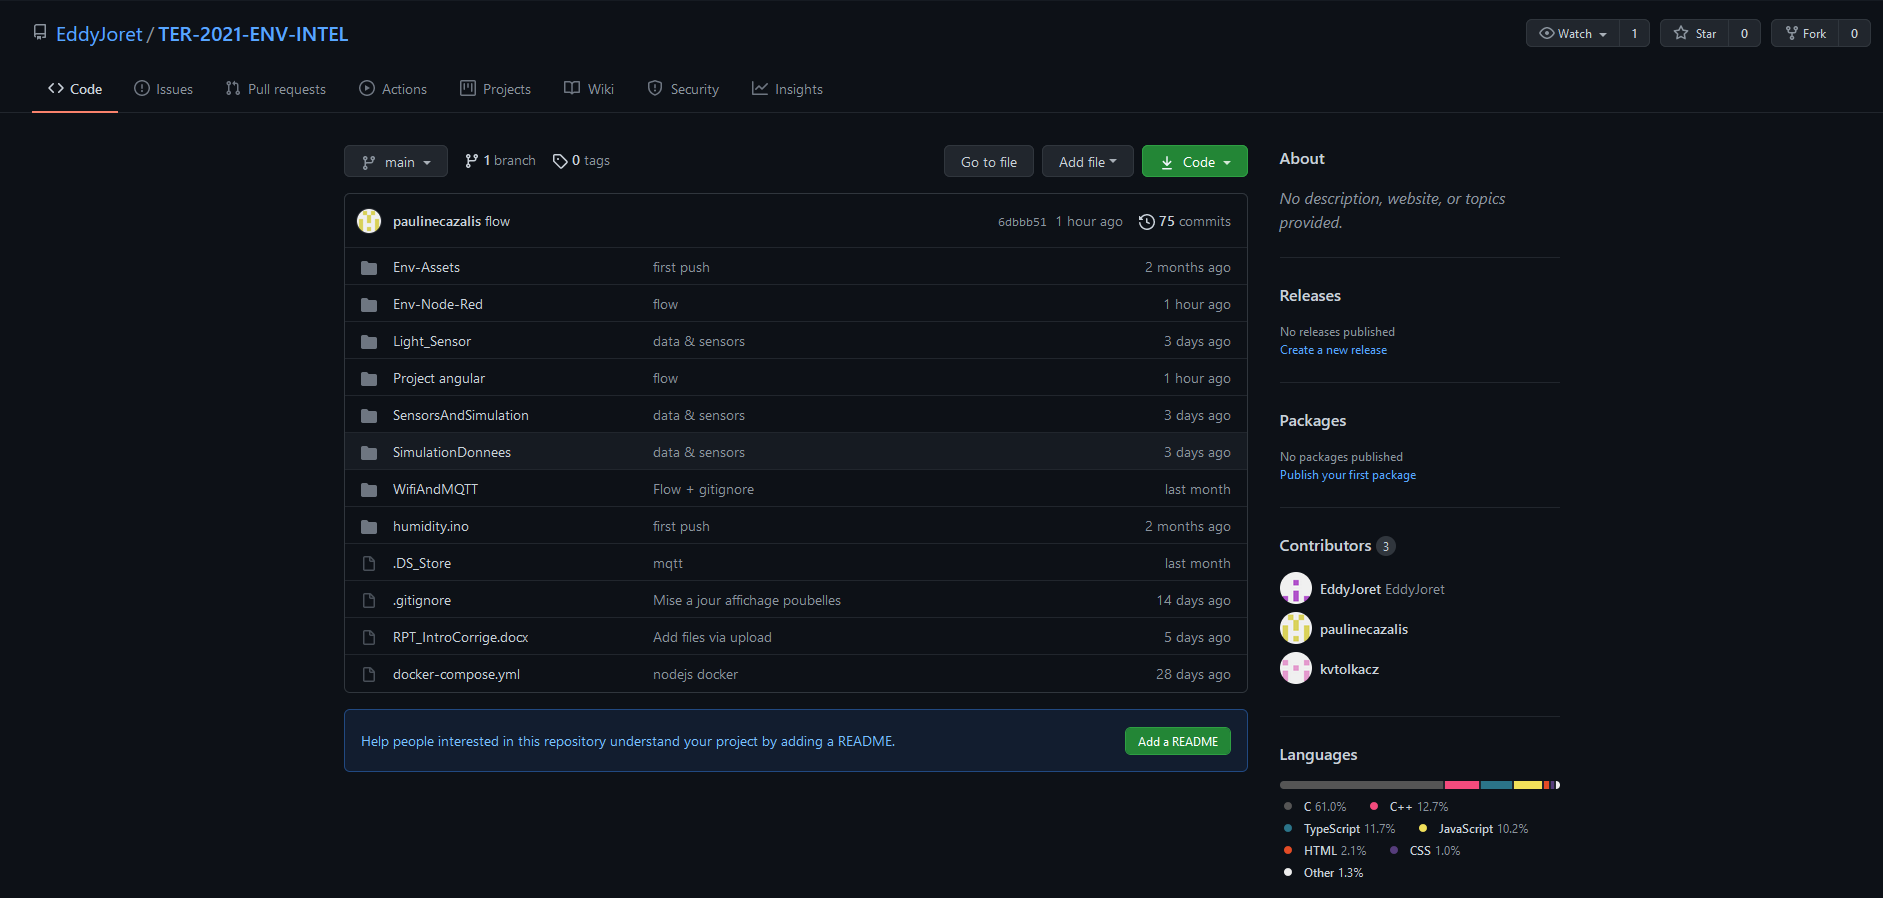 EddyJoret / TER-2021-ENV-INTEL
Watch 1 Star 0 Fork 0
Code Issues Pull requests Actions Projects Wiki Security Insights
main 1 branch 0 tags Go to file Add file Code
paulinecazalis flow 6dbbb51 1 hour ago 75 commits
Env-Assets first push 2 months ago
Env-Node-Red flow 1 hour ago
Light_Sensor data & sensors 3 days ago
Project angular flow 1 hour ago
SensorsAndSimulation data & sensors 3 days ago
SimulationDonnees data & sensors 3 days ago
WifiAndMQTT Flow + gitignore last month
humidity.ino first push 2 months ago
.DS_Store mqtt last month
.gitignore Mise a jour affichage poubelles 14 days ago
RPT_IntroCorrige.docx Add files via upload 5 days ago
docker-compose.yml nodejs docker 28 days ago
Help people interested in this repository understand your project by adding a README. Add a README
About
No description, website, or topics
provided.
Releases
No releases published
Create a new release
Packages
No packages published
Publish your first package
Contributors 3
EddyJoret EddyJoret
paulinecazalis
kvtolkacz
Languages
C 61.0% C++ 12.7%
TypeScript 11.7% JavaScript 10.2%
HTML 2.1% CSS 1.0%
Other 1.3%